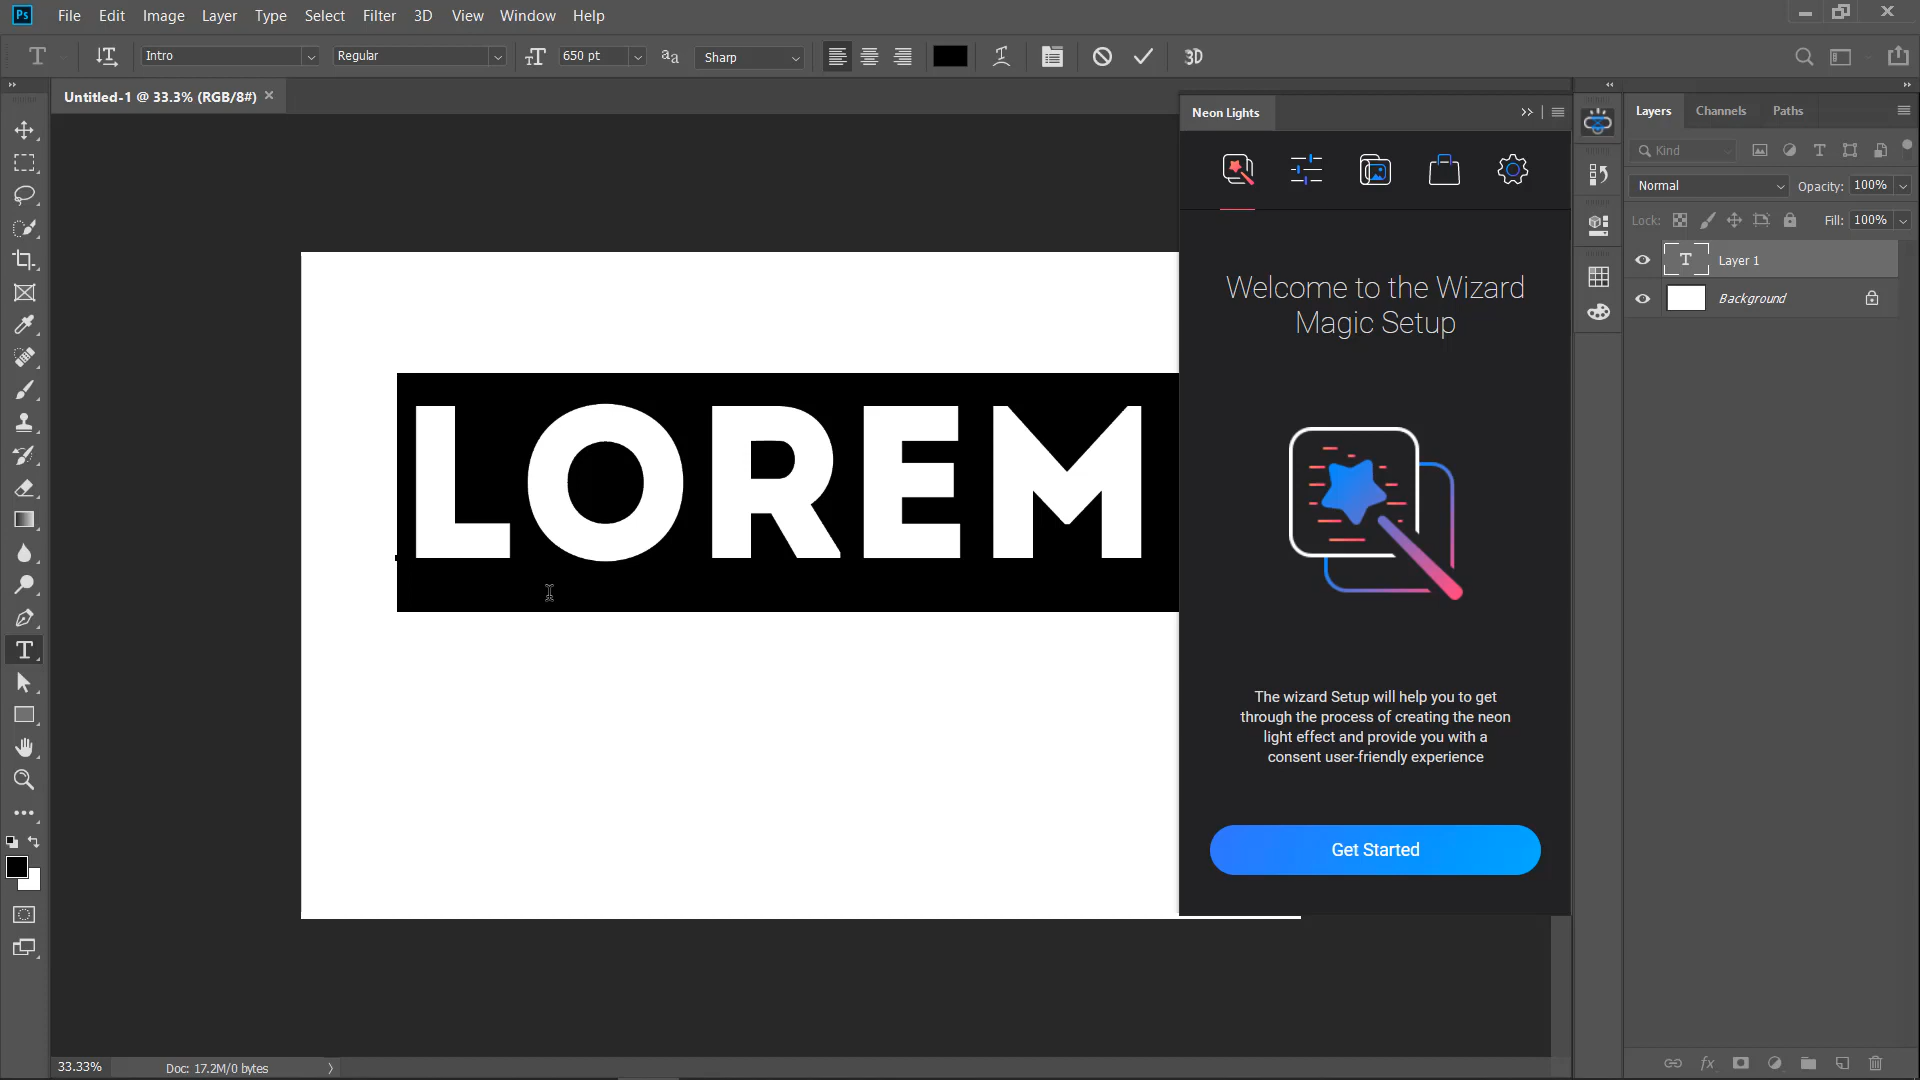 Ps File Edit Image Layer Type Select Filter 3D View Window Help
T Intro Regular 650 pt aa Sharp 3D
Untitled-1 @ 33.3% (RGB/8#) ×
Neon Lights
Layers Channels Paths
Kind
Normal Opacity: 100%
Lock: Fill: 100%
T Layer 1
Background
Welcome to the Wizard
Magic Setup
LOREM
The wizard Setup will help you to get
through the process of creating the neon
light effect and provide you with a
consent user-friendly experience
Get Started
33.33% Doc: 17.2M/0 bytes
fx